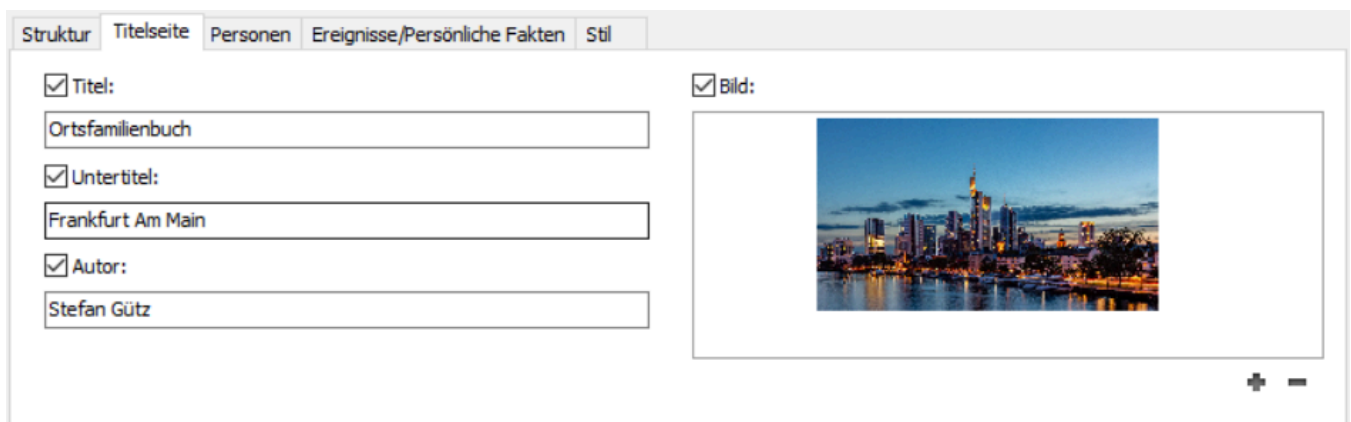 Struktur Titelseite Personen Ereignisse/Persönliche Fakten Stil
Titel:
Ortsfamilienbuch
Untertitel:
Frankfurt Am Main
Autor:
Stefan Gütz
Bild: